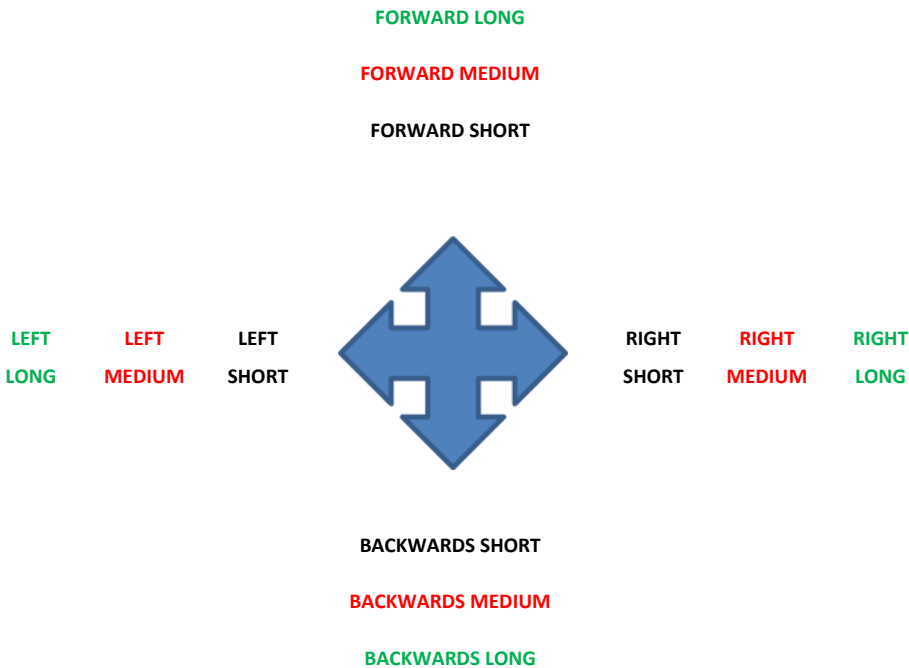 FORWARD LONG
FORWARD MEDIUM
FORWARD SHORT
LEFT LEFT LEFT RIGHT RIGHT RIGHT
LONG MEDIUM SHORT SHORT MEDIUM LONG
BACKWARDS SHORT
BACKWARDS MEDIUM
BACKWARDS LONG